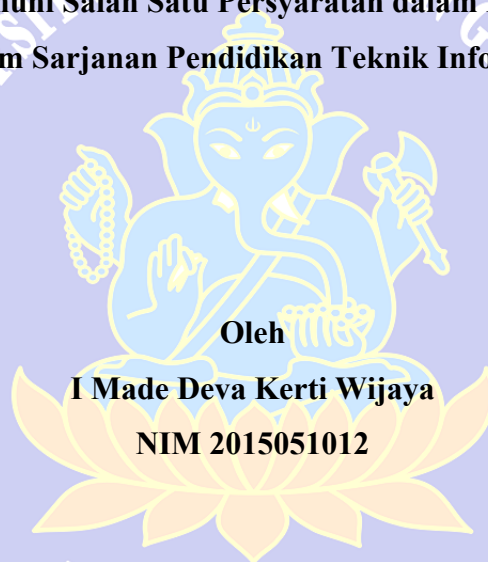 Salah Satu Persyaratan dalam
Sarjanan Pendidikan Teknik
Oleh
I Made Deva Kerti Wijaya
NIM 2015051012